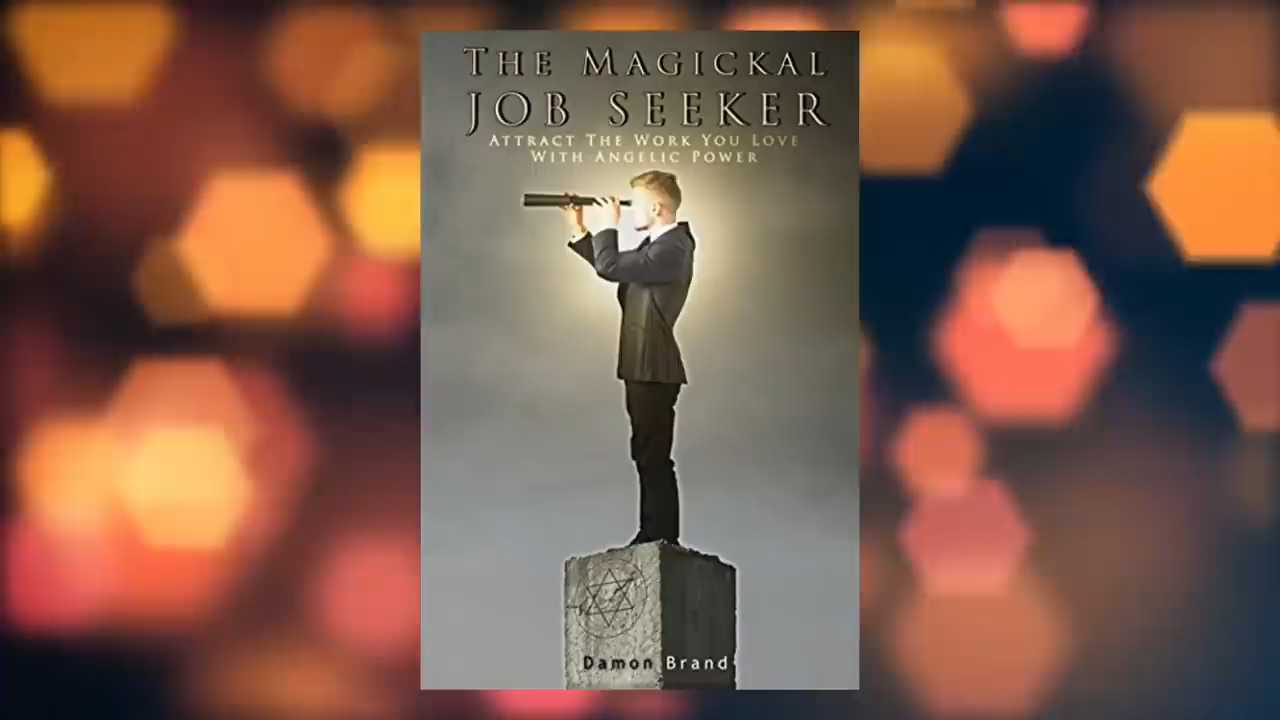 The Magickal
Job Seeker
Attract The Work You Love
With Angelic Power
Damon Brand